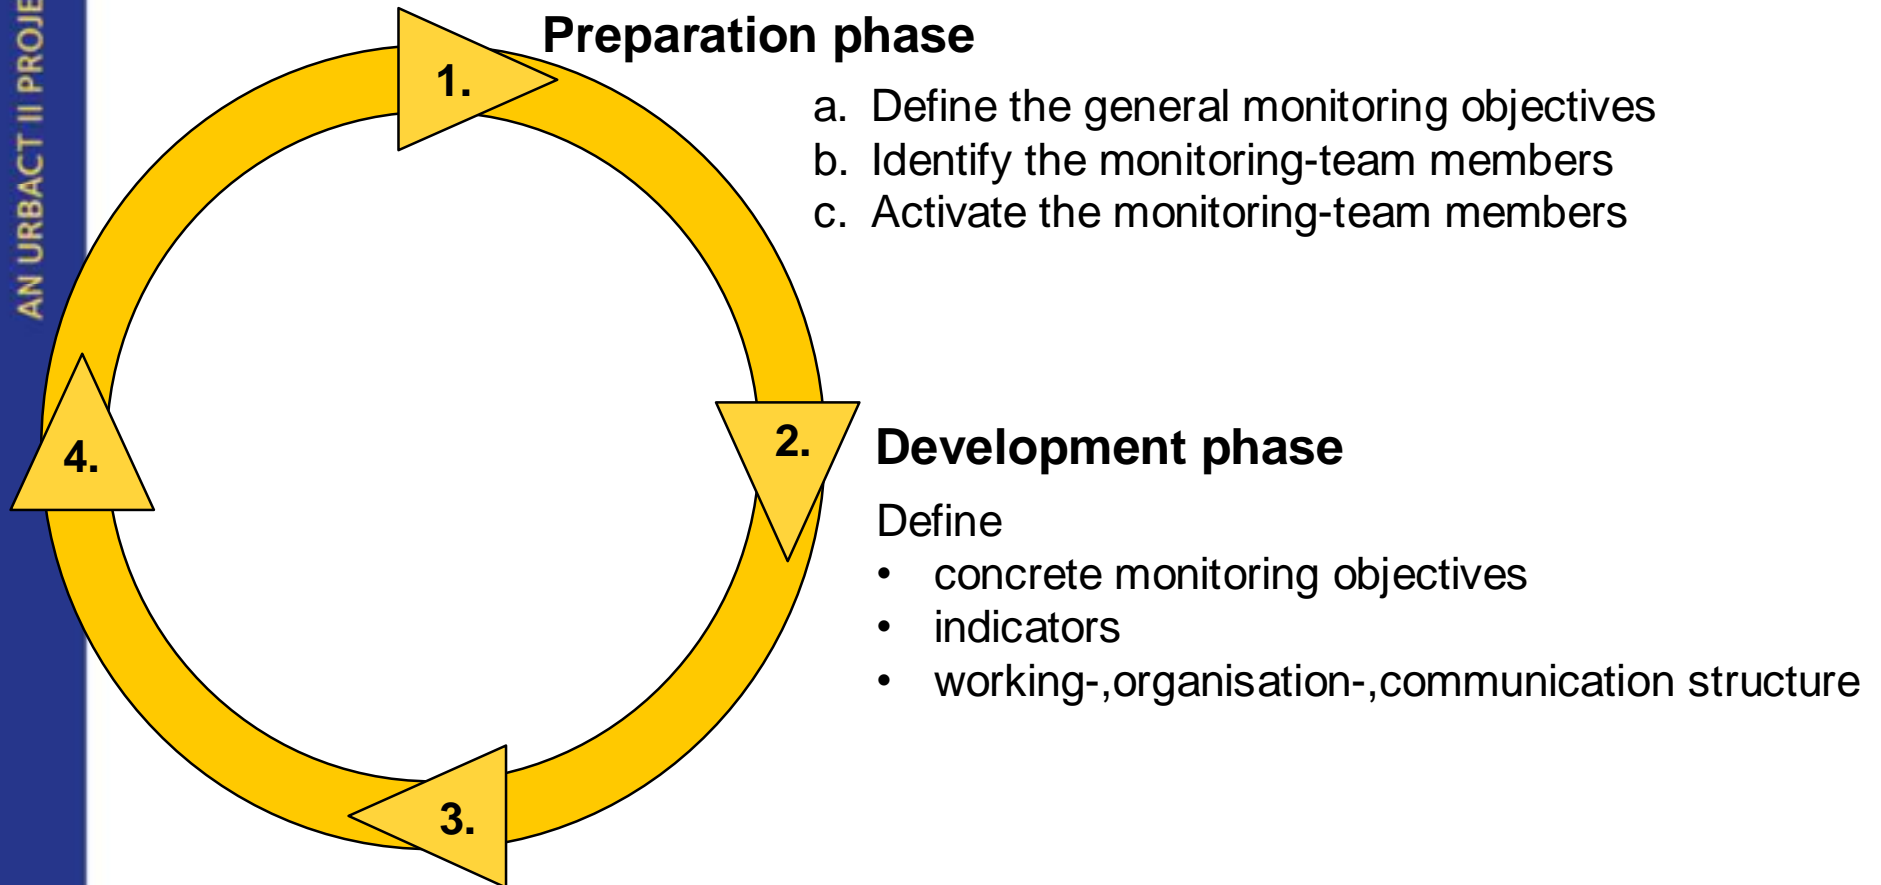 AN URBACT II PROJE
Preparation phase
1.
a. Define the general monitoring objectives
b. Identify the monitoring-team members
c. Activate the monitoring-team members
2.
Development phase
Define
• concrete monitoring objectives
• indicators
• working-,organisation-,communication structure
4.
3.